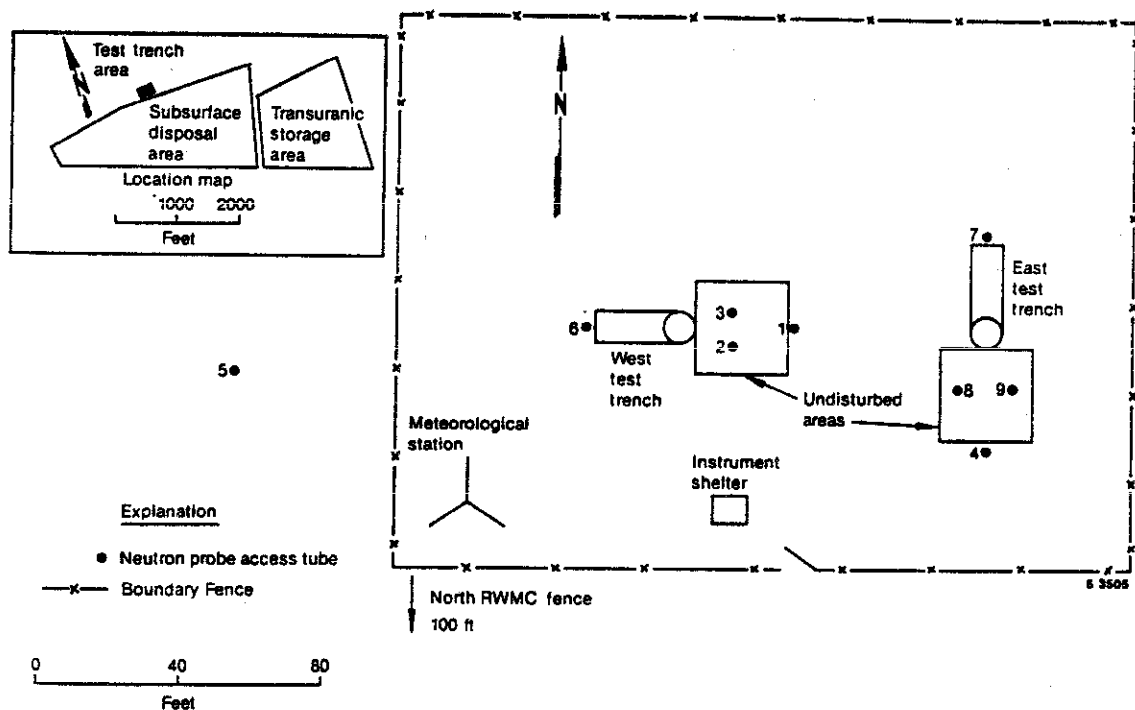 Test trench
area
N
Subsurface
disposal
area
Transuranic
storage
area
Location map
1000 2000
Feet
N
7
East
test
trench
3
6
1
2
West
test
trench
5
8 9
Undisturbed
areas
Meteorological
station
4
Instrument
shelter
Explanation
Neutron probe access tube
Boundary Fence
5 3505
North RWMC fence
100 ft
0 40 80
Feet